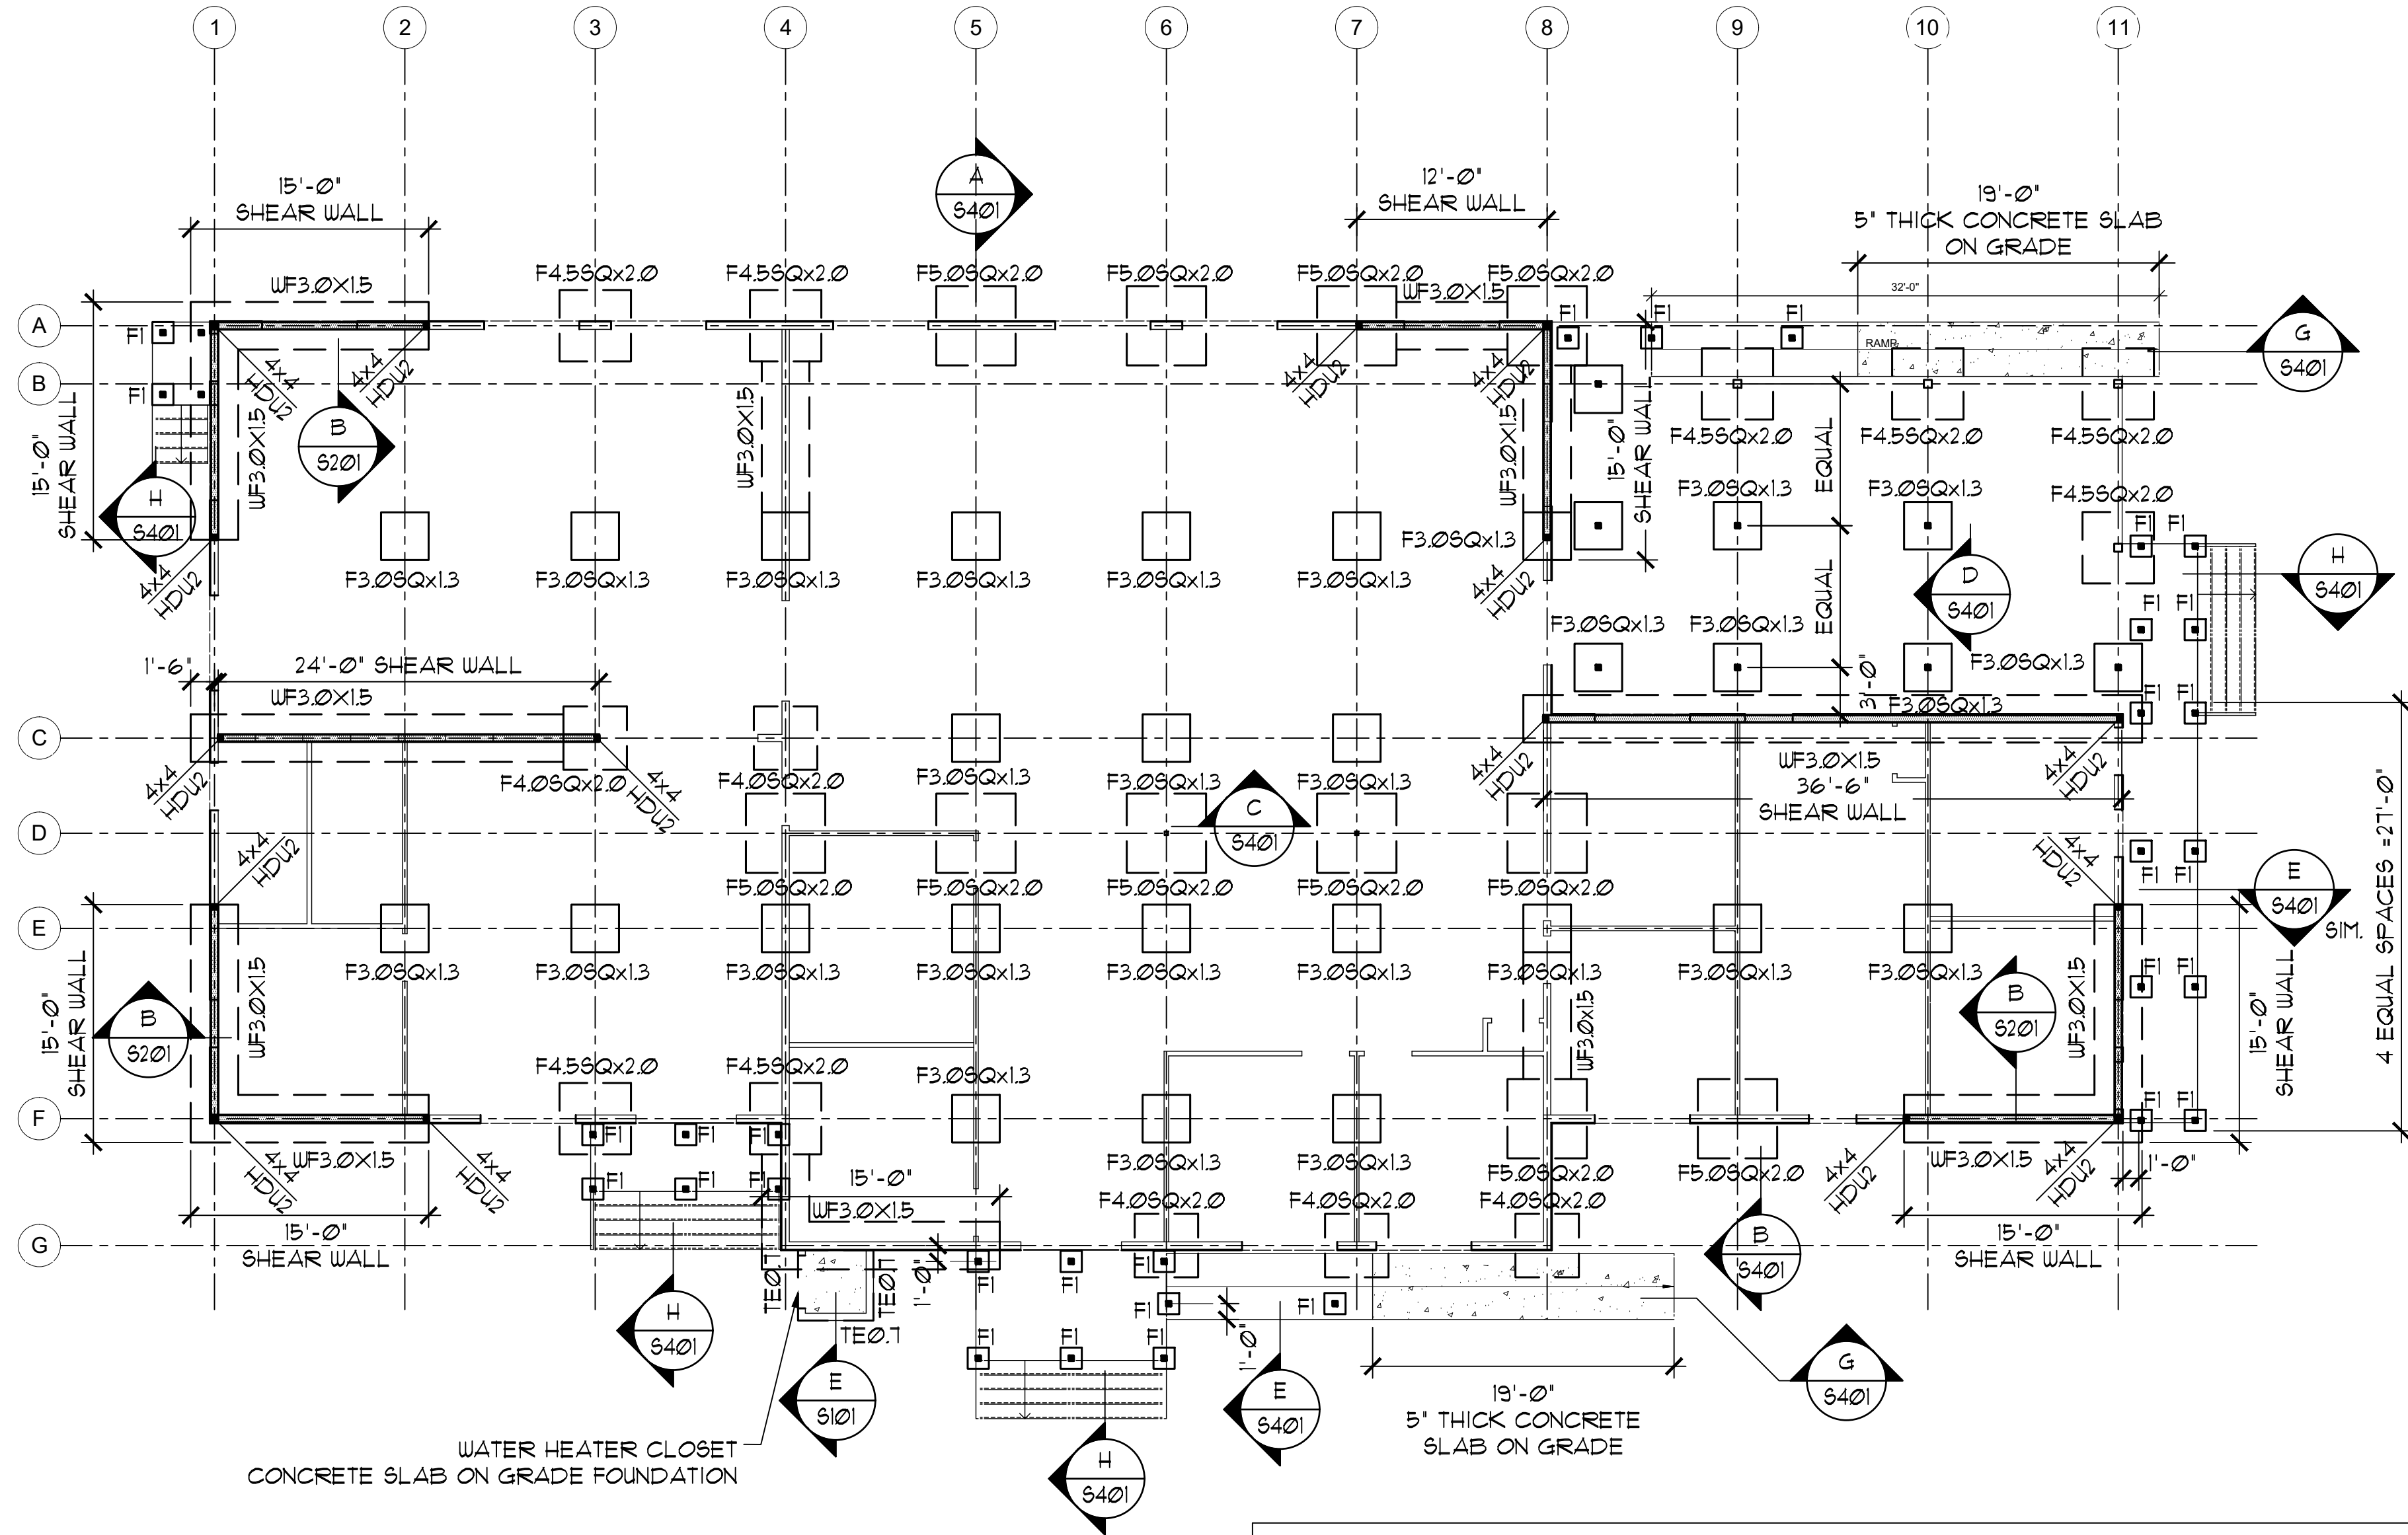 1 2 3 4 5 6 7 8 9 10 11
A
S401
15'-0"
SHEAR WALL
12'-0"
SHEAR WALL
19'-0"
5" THICK CONCRETE SLAB
ON GRADE
WF3.0X1.5
F4.5SQx2.0 F4.5SQx2.0 F5.0SQx2.0 F5.0SQx2.0 F5.0SQx2.0 F5.0SQx2.0
WF3.0X1.5
32'-0"
F1 F1 F1
A
F1
RAMP
G
S401
B
F1
4x4
HDU2
4x4
HDU2
4x4
HDU2
4x4
HDU2
15'-0"
SHEAR WALL
WF3.0X1.5
B
S201
WF3.0X1.5
WF3.0X1.5
15'-0"
SHEAR WALL
F4.5SQx2.0 F4.5SQx2.0 F4.5SQx2.0
EQUAL
H
S401
F3.0SQx1.3 F3.0SQx1.3 F4.5SQx2.0
F1 F1
F3.0SQx1.3
H
S401
F3.0SQx1.3 F3.0SQx1.3 F3.0SQx1.3 F3.0SQx1.3 F3.0SQx1.3 F3.0SQx1.3
4x4
HDU2
4x4
HDU2
EQUAL
D
S401
F1 F1
F3.0SQx1.3 F3.0SQx1.3
F3.0SQx1.3
1'-6"
24'-0" SHEAR WALL
WF3.0X1.5
3'-0"
F3.0SQx1.3
F1 F1
C
4x4
HDU2
F4.0SQx2.0
4x4
HDU2
F4.0SQx2.0 F3.0SQx1.3 F3.0SQx1.3 F3.0SQx1.3
4x4
HDU2
WF3.0X1.5
36'-6"
SHEAR WALL
4x4
HDU2
C
S401
D
4x4
HDU2
4x4
HDU2
F5.0SQx2.0 F5.0SQx2.0 F5.0SQx2.0 F5.0SQx2.0 F5.0SQx2.0
F1 F1
E
S401
SIM.
4 EQUAL SPACES =27'-0"
E
F3.0SQx1.3 F3.0SQx1.3 F3.0SQx1.3 F3.0SQx1.3 F3.0SQx1.3 F3.0SQx1.3 F3.0SQx1.3 F3.0SQx1.3 F3.0SQx1.3
F1 F1
15'-0"
SHEAR WALL
B
S201
WF3.0X1.5
WF3.0x1.5
B
S201
WF3.0X1.5
15'-0"
SHEAR WALL
F4.5SQx2.0 F4.5SQx2.0 F3.0SQx1.3
F1 F1
F
F1 F1 F1
WF3.0X1.5
F3.0SQx1.3 F3.0SQx1.3
WF3.0X1.5
1'-0"
4x4
HDU2
4x4
HDU2
F1 F1 F1
15'-0"
F5.0SQx2.0 F5.0SQx2.0
4x4
HDU2
4x4
HDU2
WF3.0X1.5
F4.0SQx2.0 F4.0SQx2.0 F4.0SQx2.0
15'-0"
SHEAR WALL
15'-0"
SHEAR WALL
G
B
S401
TE0.7
TE0.7
1'-0"
F1 F1 F1
F1 F1
H
S401
TE0.7
F1 F1 F1
1'-0"
E
S101
E
S401
G
S401
19'-0"
5" THICK CONCRETE
SLAB ON GRADE
WATER HEATER CLOSET
CONCRETE SLAB ON GRADE FOUNDATION
H
S401